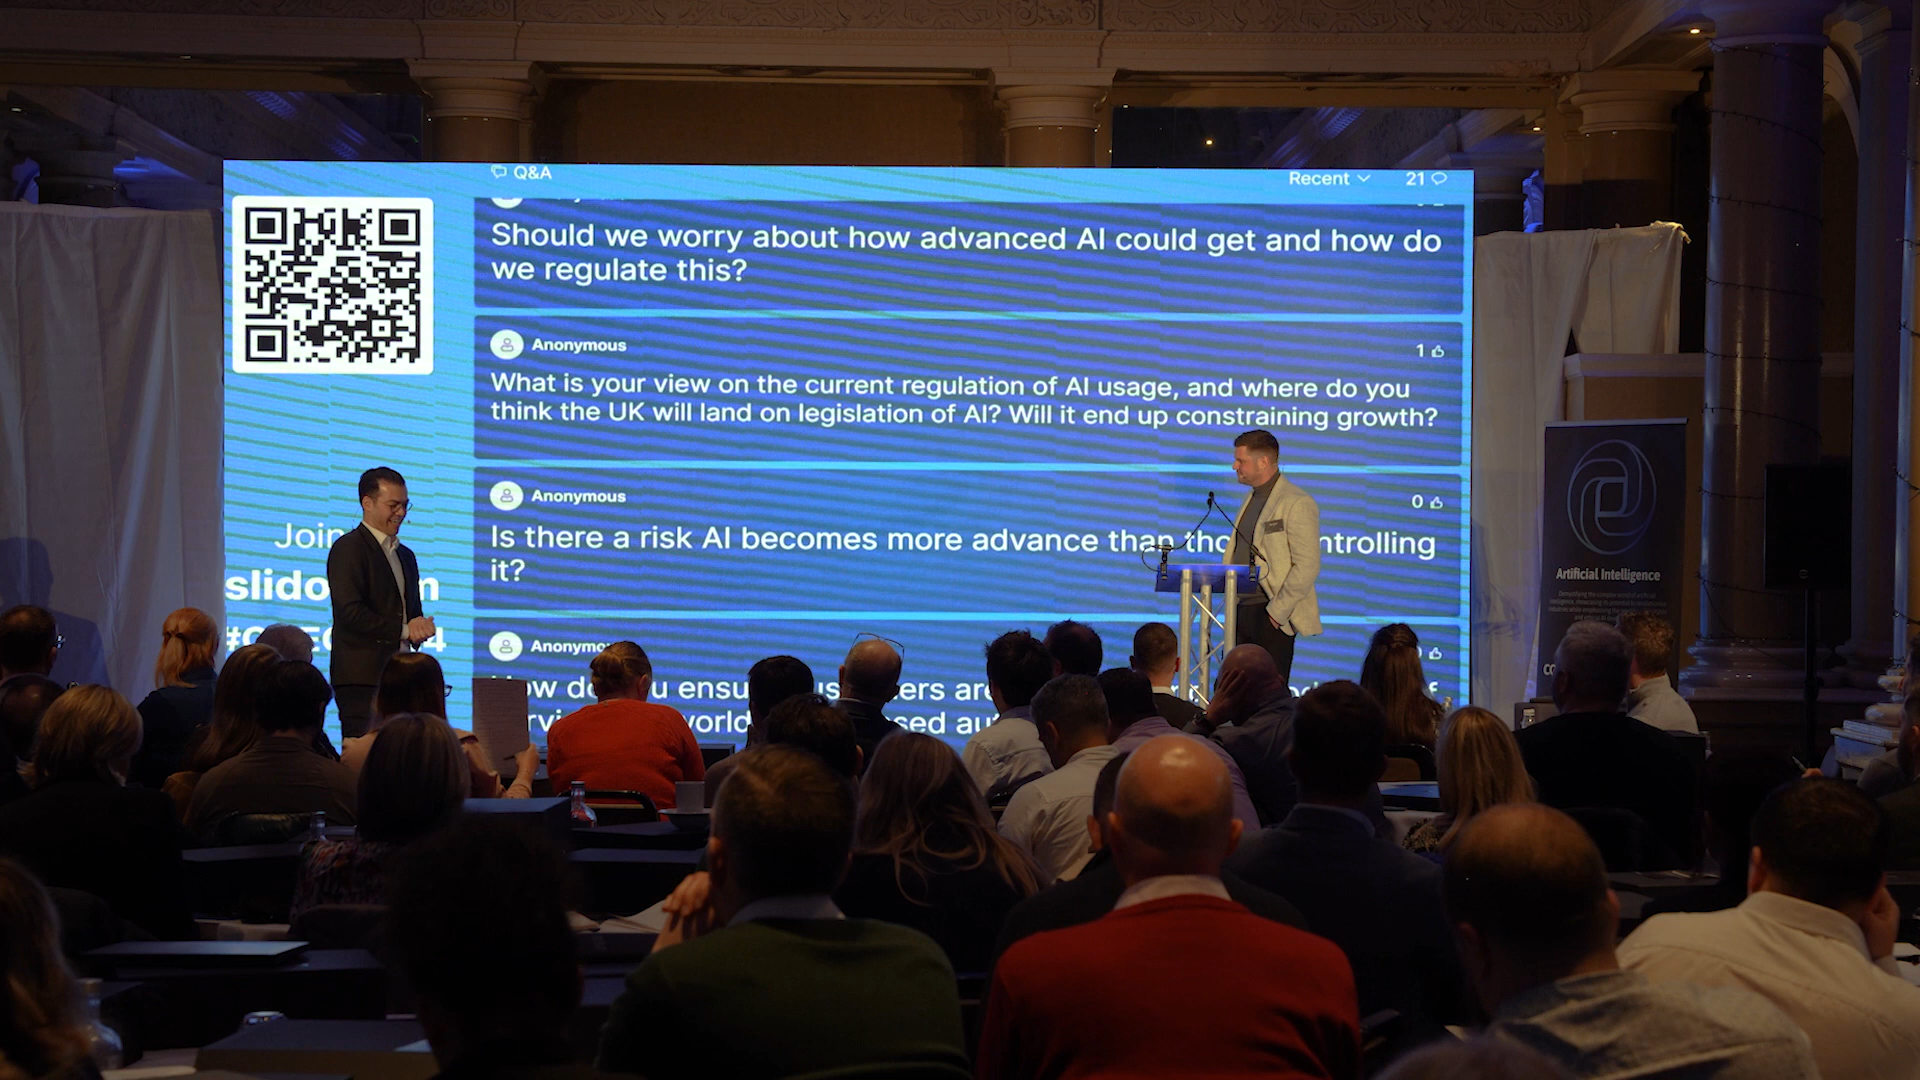 Q&A
Recent
21
Should we worry about how advanced AI could get and how do
we regulate this?
Anonymous
1
What is your view on the current regulation of AI usage, and where do you
think the UK will land on legislation of AI? Will it end up constraining growth?
Anonymous
0
Is there a risk AI becomes more advance than
it?
Join
slido
Artificial Intelligence